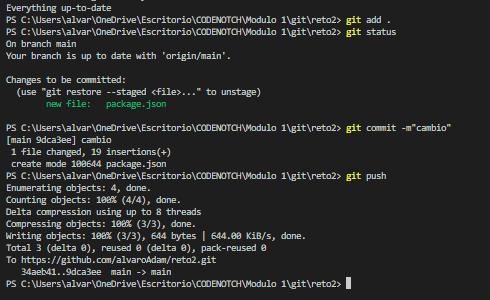 Everything up-to-date
PS C:\Users\alvar\OneDrive\Escritorio\CODENOTCH\Modulo 1\git\reto2> git add .
PS C:\Users\alvar\OneDrive\Escritorio\CODENOTCH\Modulo 1\git\reto2> git status
On branch main
Your branch is up to date with 'origin/main'.
Changes to be committed:
(use "git restore --staged <file>..." to unstage)
new file:   package.json
PS C:\Users\alvar\OneDrive\Escritorio\CODENOTCH\Modulo 1\git\reto2> git commit -m"cambio"
[main 9dca3ee] cambio
1 file changed, 19 insertions(+)
create mode 100644 package.json
PS C:\Users\alvar\OneDrive\Escritorio\CODENOTCH\Modulo 1\git\reto2> git push
Enumerating objects: 4, done.
Counting objects: 100% (4/4), done.
Delta compression using up to 8 threads
Compressing objects: 100% (3/3), done.
Writing objects: 100% (3/3), 644 bytes | 644.00 KiB/s, done.
Total 3 (delta 0), reused 0 (delta 0), pack-reused 0
To https://github.com/alvaroAdam/reto2.git
34aeb41..9dca3ee  main -> main
PS C:\Users\alvar\OneDrive\Escritorio\CODENOTCH\Modulo 1\git\reto2>